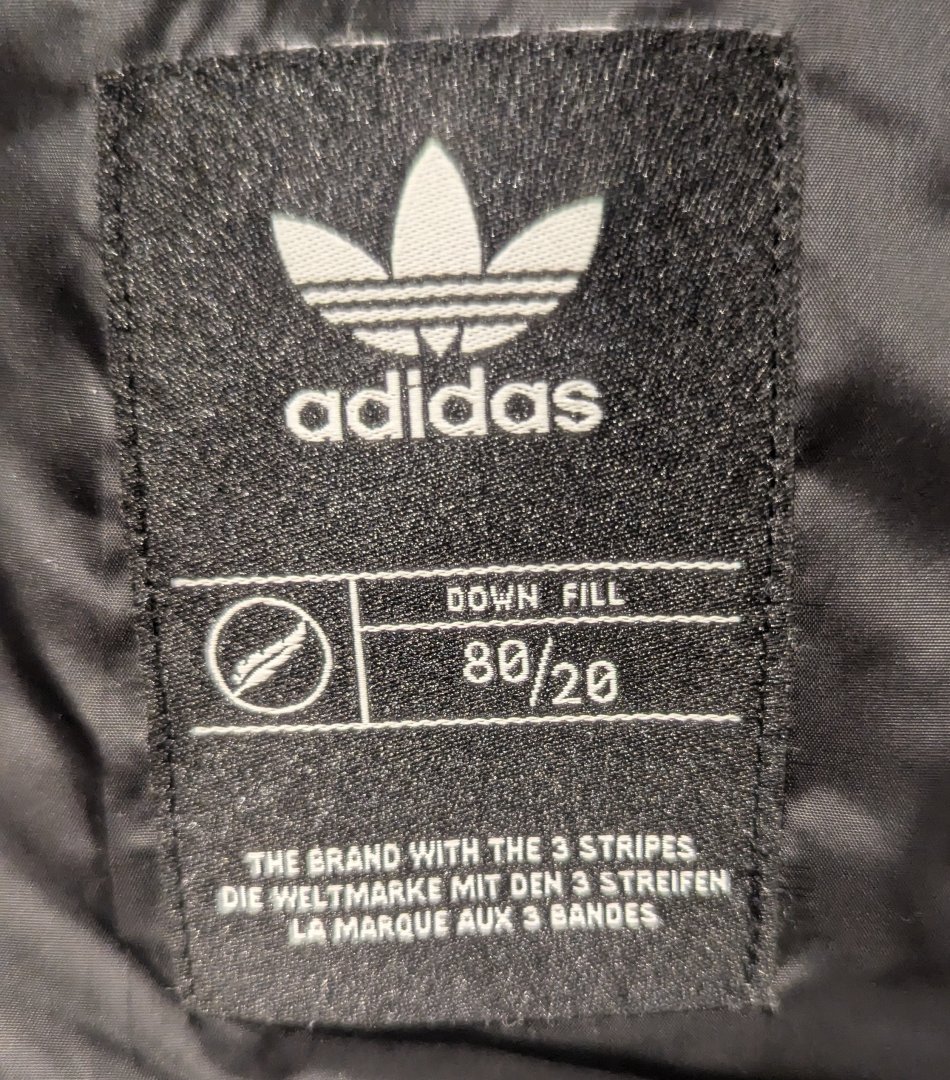 adidas
DOWN FILL
80/20
THE BRAND WITH THE 3 STRIPES
DIE WELTMARKE MIT DEN 3 STREIFEN
LA MARQUE AUX 3 BANDES